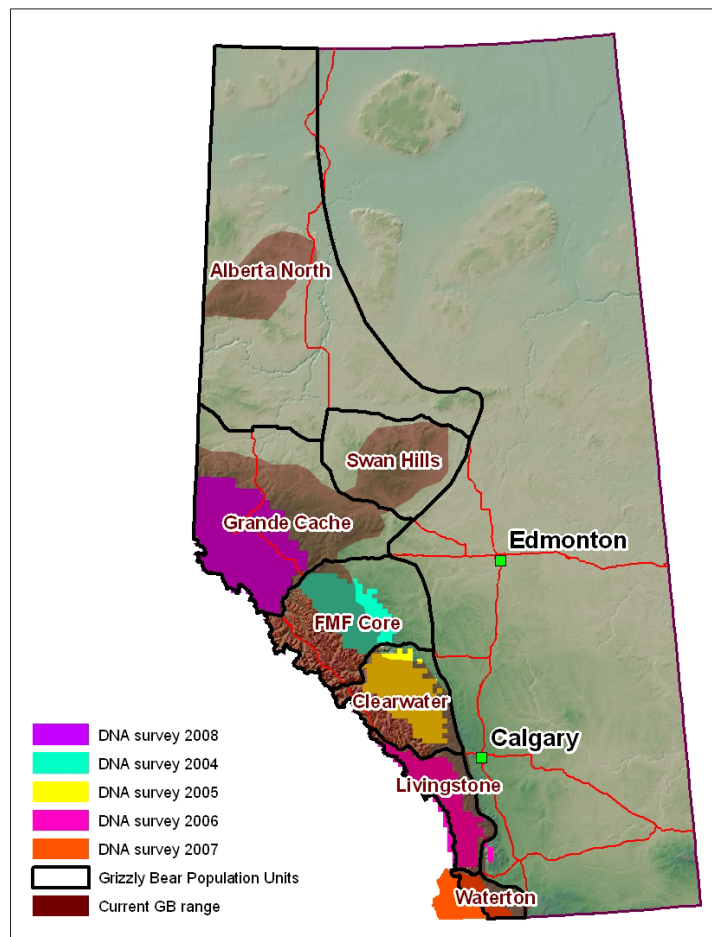 Alberta North
Swan Hills
Grande Cache
Edmonton
FMF Core
Clearwater
Calgary
Livingstone
Waterton
DNA survey 2008
DNA survey 2004
DNA survey 2005
DNA survey 2006
DNA survey 2007
Grizzly Bear Population Units
Current GB range